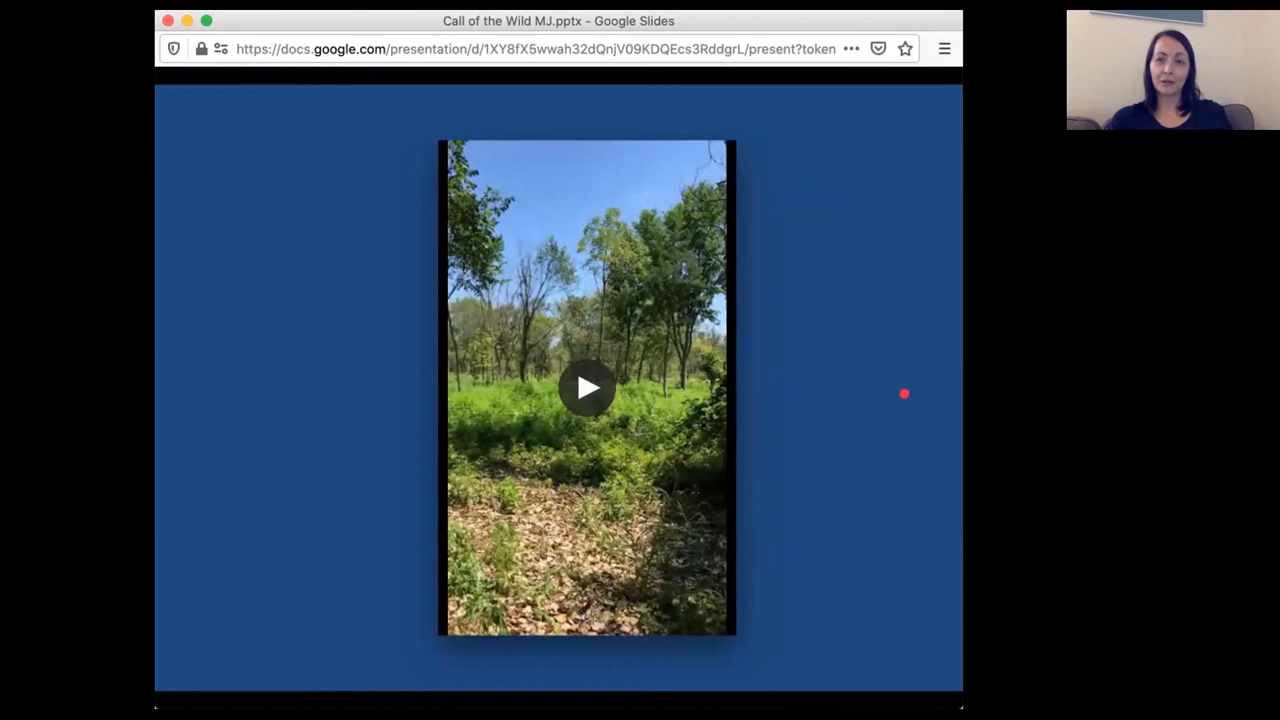 Call of the Wild MJ.pptx - Google Slides
https://docs.google.com/presentation/d/1XY8fX5wwah32dQnjV09KDQEcs3RddgrL/present?token